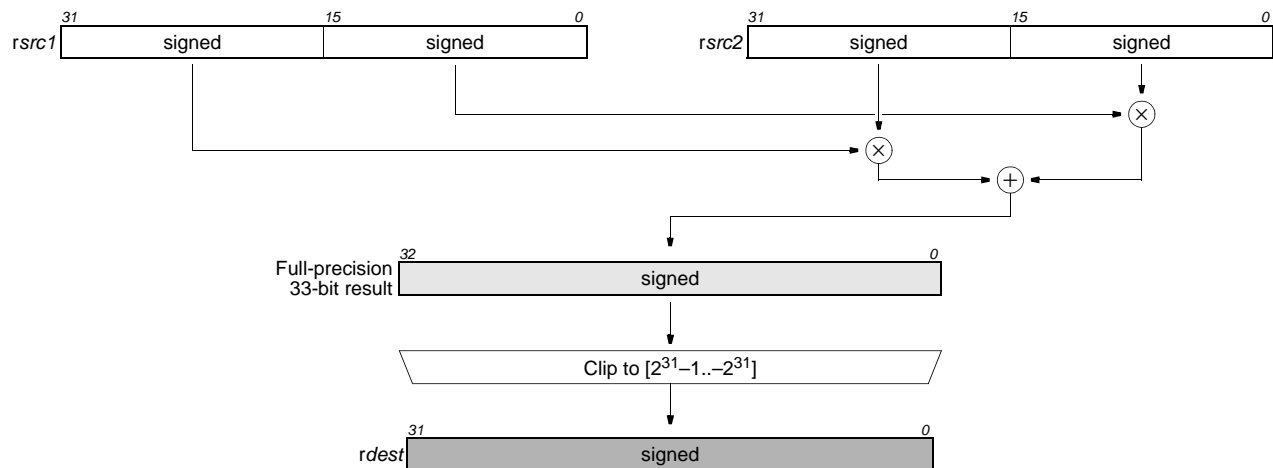 31 15 0 31 15 0
rsrc1 signed signed rsrc2 signed signed
×
×
+
32 0
Full-precision
33-bit result signed
Clip to [2³¹–1..–2³¹]
31 0
rdest signed